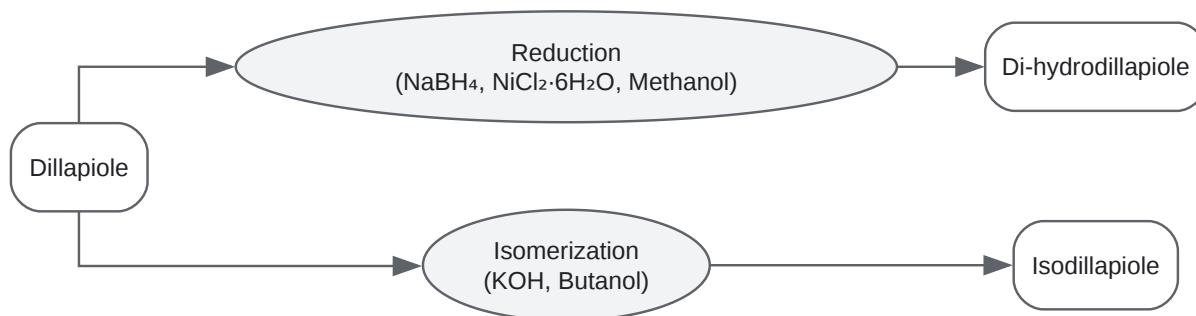 Reduction
(NaBH₄, NiCl₂·6H₂O, Methanol)
Di-hydrodillapiole
Dillapiole
Isomerization
(KOH, Butanol)
Isodillapiole